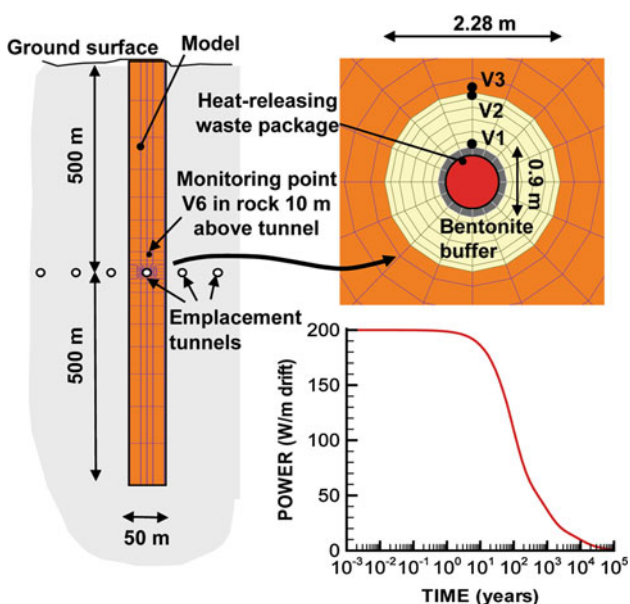 Ground surface
Model
500 m
Monitoring point
V6 in rock 10 m
above tunnel
500 m
Emplacement
tunnels
50 m
2.28 m
Heat-releasing
waste package
V3
V2
V1
0.9 m
Bentonite
buffer
POWER (W/m drift)
200
150
100
50
0
10⁻³ 10⁻² 10⁻¹ 10⁰ 10¹ 10² 10³ 10⁴ 10⁵
TIME (years)